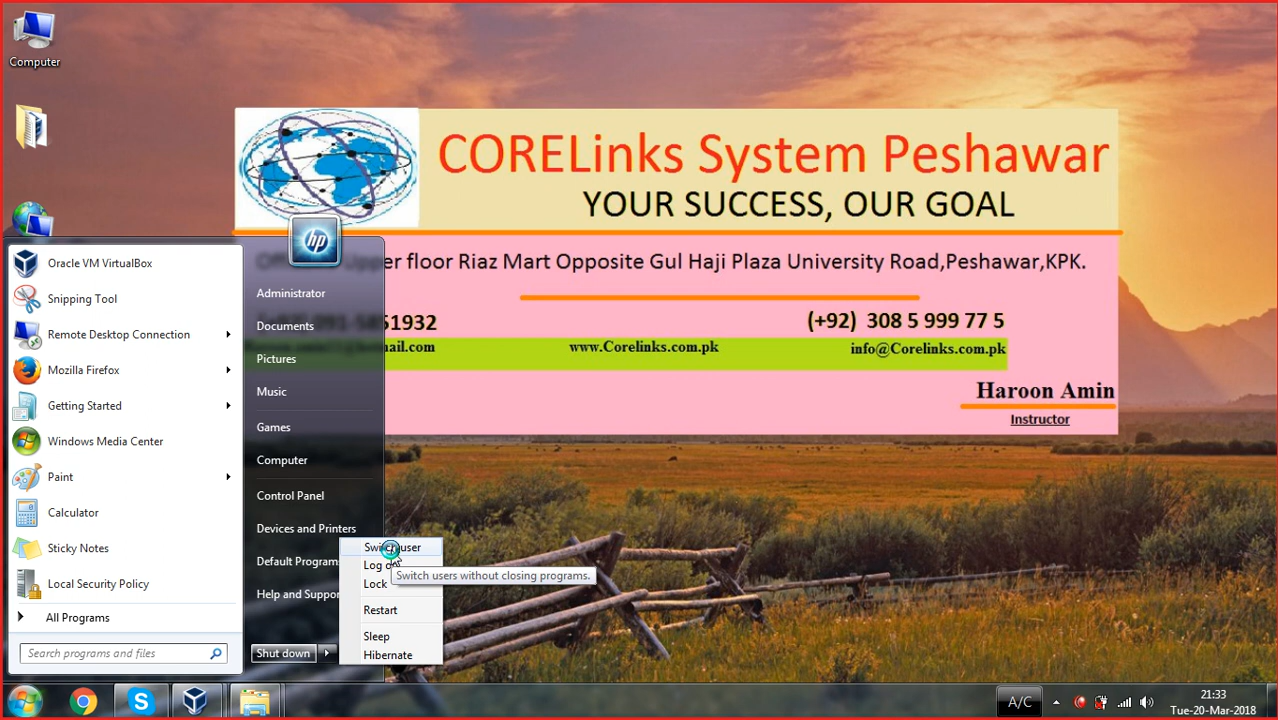 Computer
CORELinks System Peshawar
YOUR SUCCESS, OUR GOAL
er floor Riaz Mart Opposite Gul Haji Plaza University Road,Peshawar,KPK.
51932
(+92) 308 5 999 77 5
mail.com
www.Corelinks.com.pk
info@Corelinks.com.pk
Haroon Amin
Instructor
hp
Oracle VM VirtualBox
Snipping Tool
Remote Desktop Connection
Mozilla Firefox
Getting Started
Windows Media Center
Paint
Calculator
Sticky Notes
Local Security Policy
All Programs
Search programs and files
Administrator
Documents
Pictures
Music
Games
Computer
Control Panel
Devices and Printers
Default Programs
Help and Suppor
Shut down
Switch user
Log o
Switch users without closing programs.
Lock
Restart
Sleep
Hibernate
A/C
21:33
Tue-20-Mar-2018